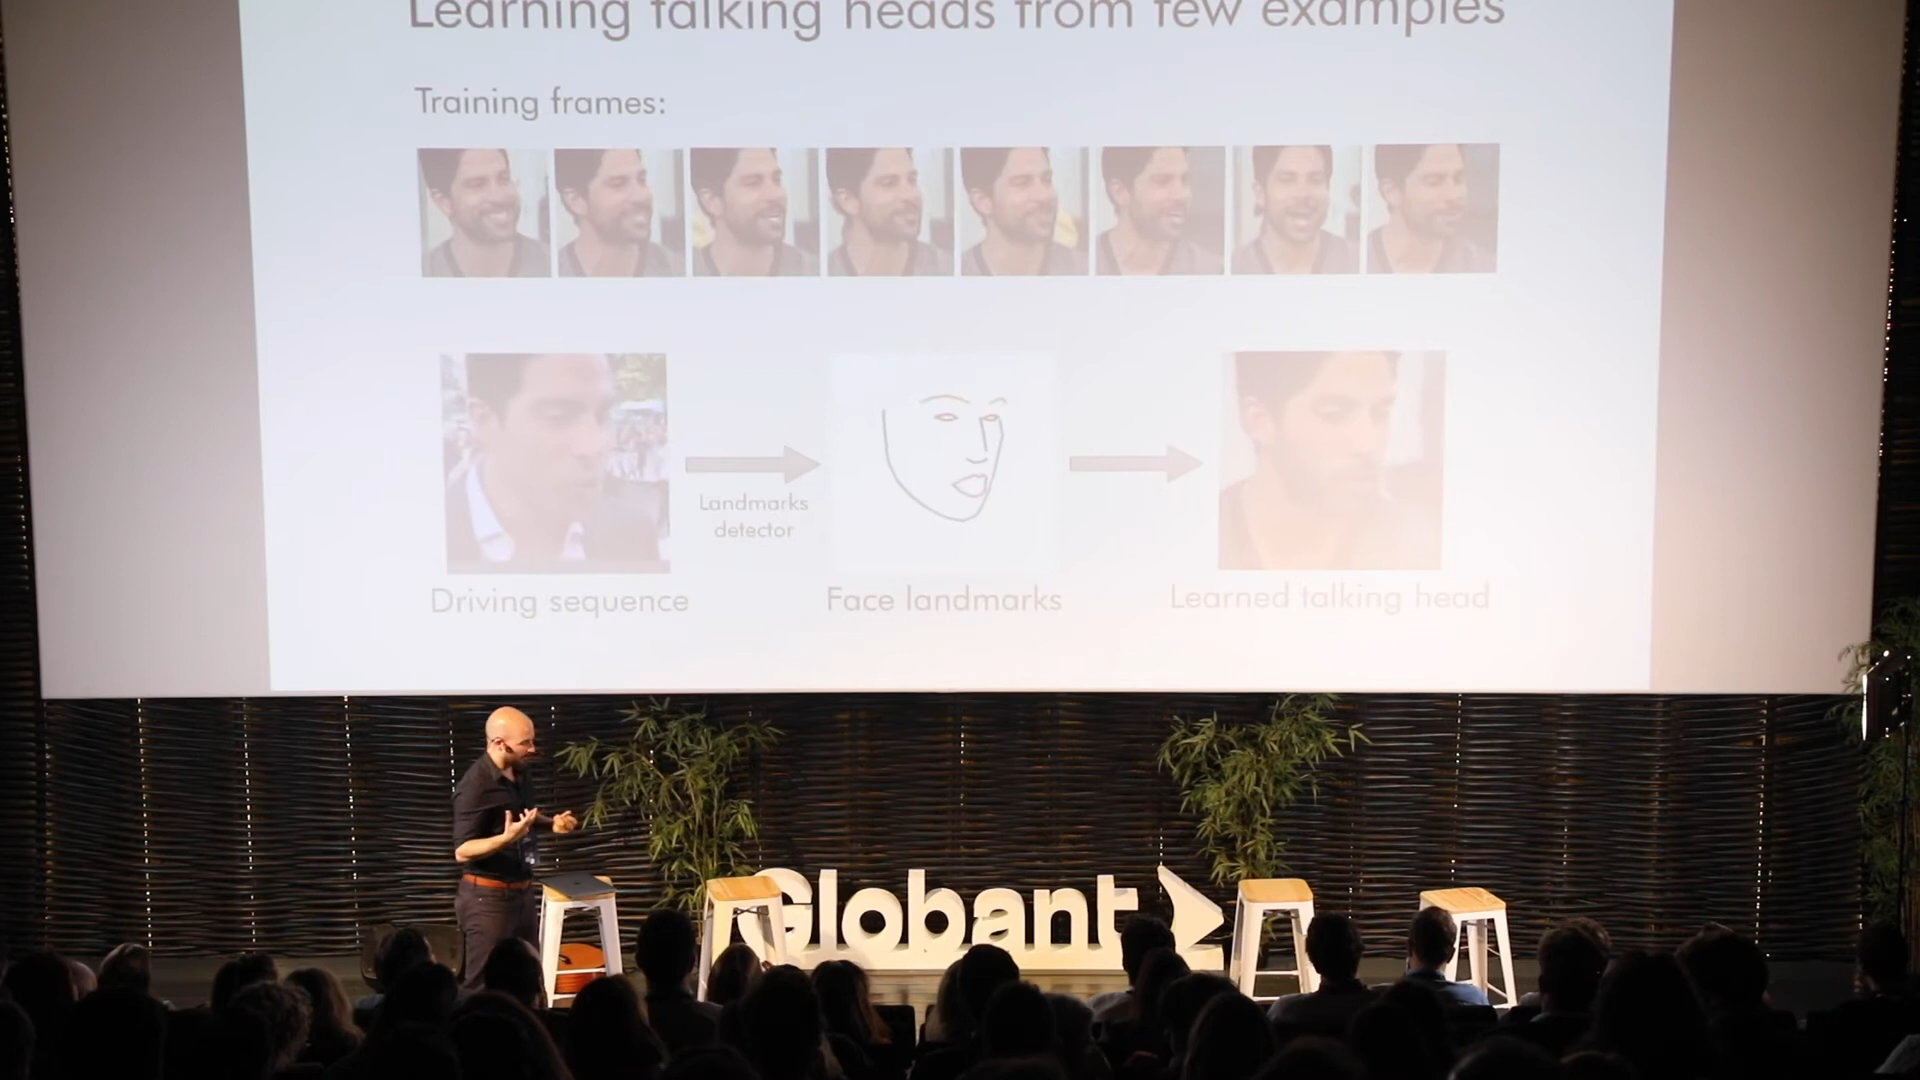 Learning talking heads from few examples
Training frames:
Landmarks
detector
Driving sequence
Face landmarks
Learned talking head
Globant